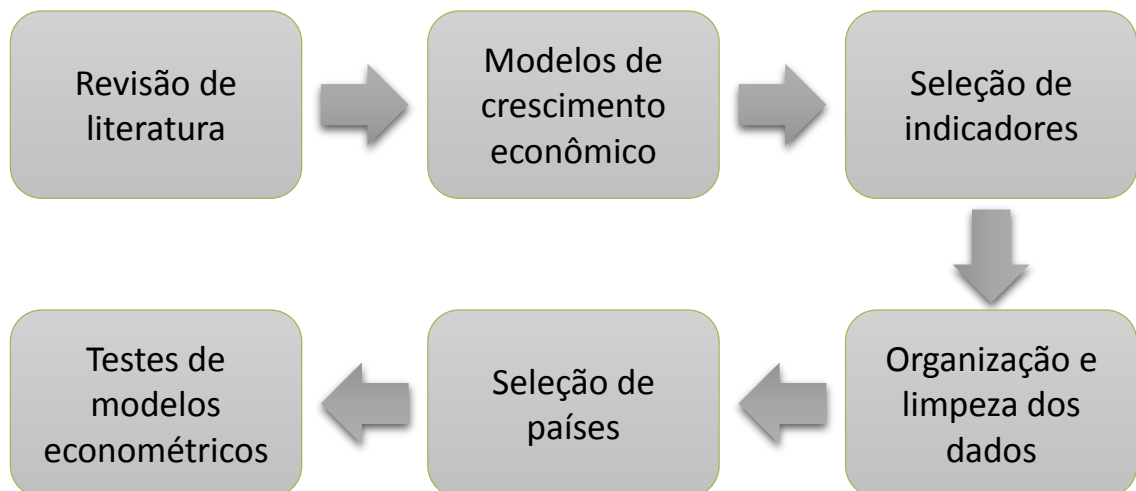 Revisão de
literatura
Modelos de
crescimento
econômico
Seleção de
indicadores
Organização e
limpeza dos
dados
Seleção de
países
Testes de
modelos
econométricos